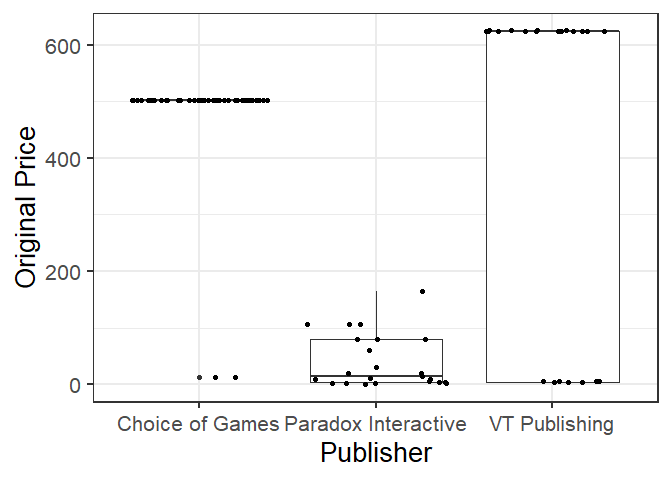 Original Price
600
400
200
0
Choice of Games Paradox Interactive VT Publishing
Publisher